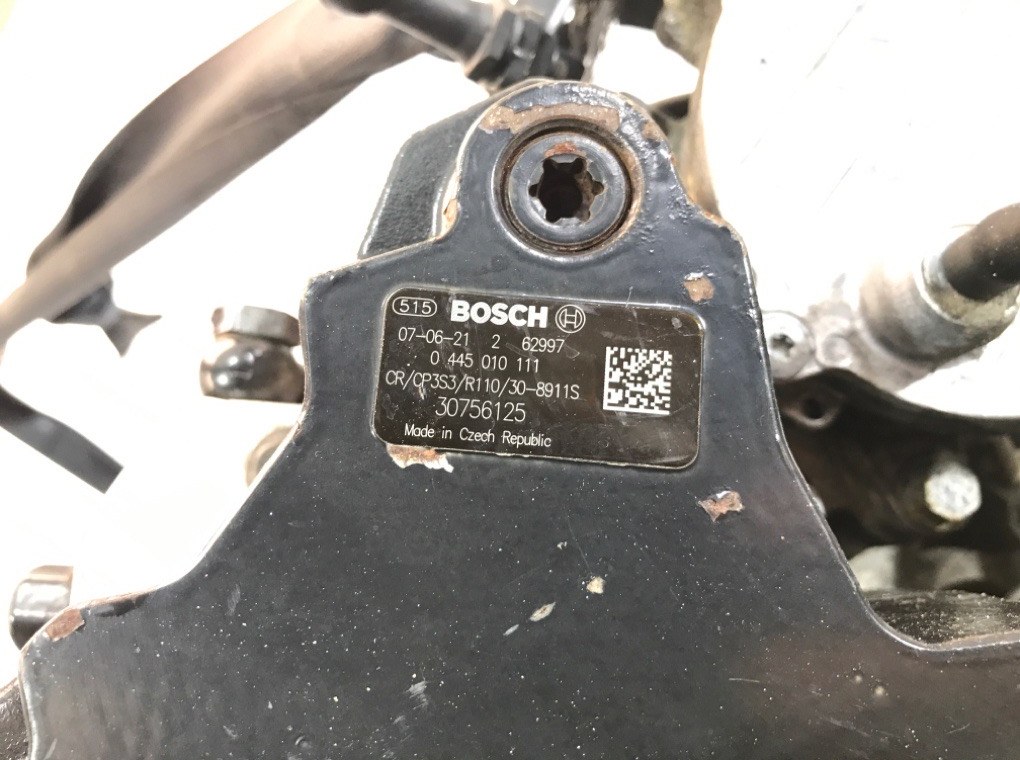 515 BOSCH
07-06-21 2 62997
0 445 010 111
CR/CP3S3/R110/30-8911S
30756125
Made in Czech Republic